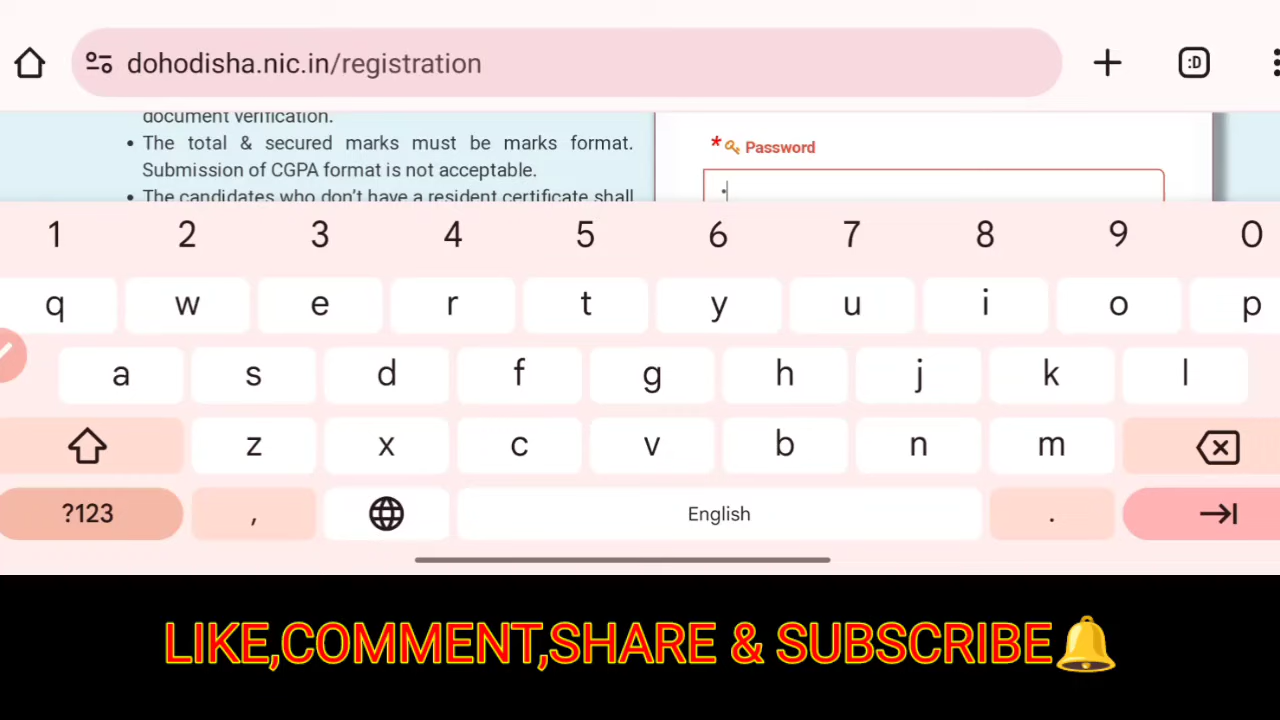 dohodisha.nic.in/registration
:D
document verification.
• The total & secured marks must be marks format.
Submission of CGPA format is not acceptable.
• The candidates who don't have a resident certificate shall
* Password
•
1 2 3 4 5 6 7 8 9 0
q w e r t y u i o p
a s d f g h j k l
z x c v b n m
?123 , English .
LIKE,COMMENT,SHARE & SUBSCRIBE🔔